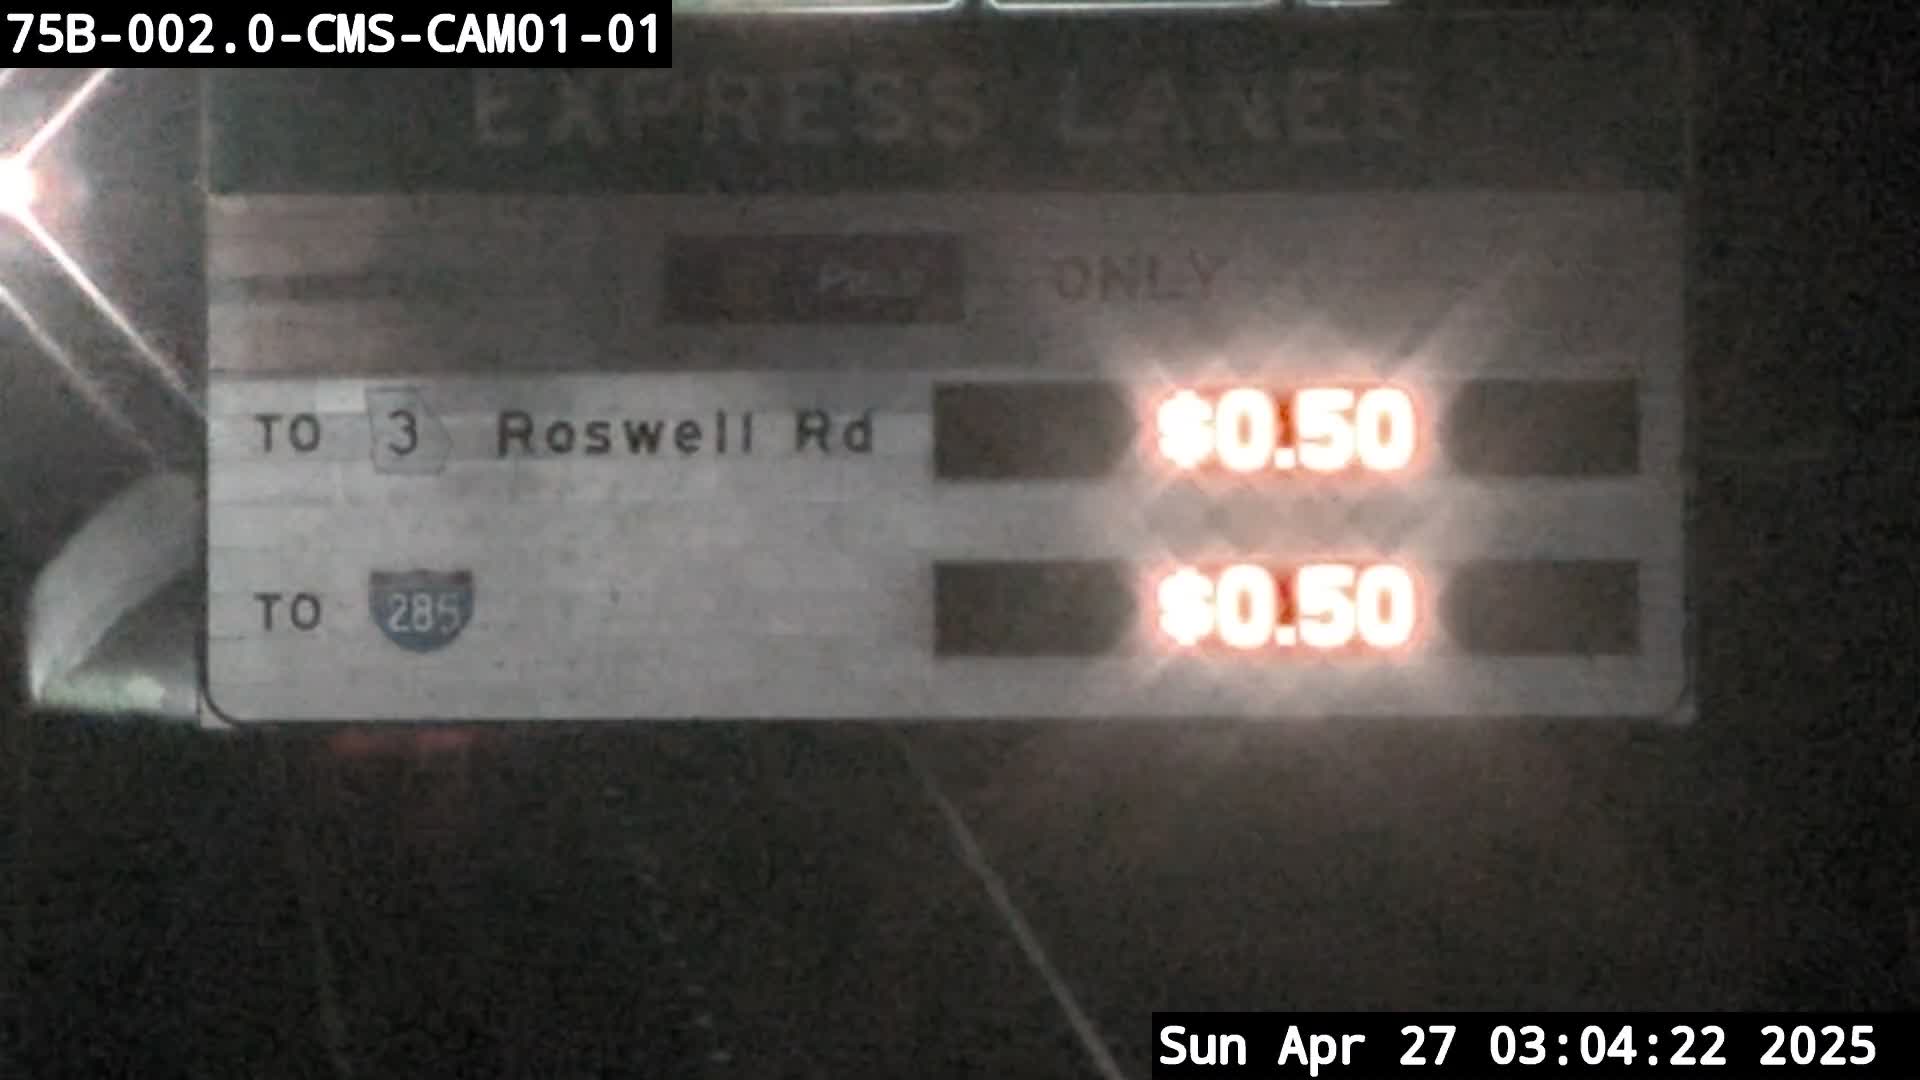 75B-002.0-CMS-CAM01-01
EXPRESS LANES
ONLY
TO 3 Roswell Rd $0.50
TO 285 $0.50
Sun Apr 27 03:04:22 2025